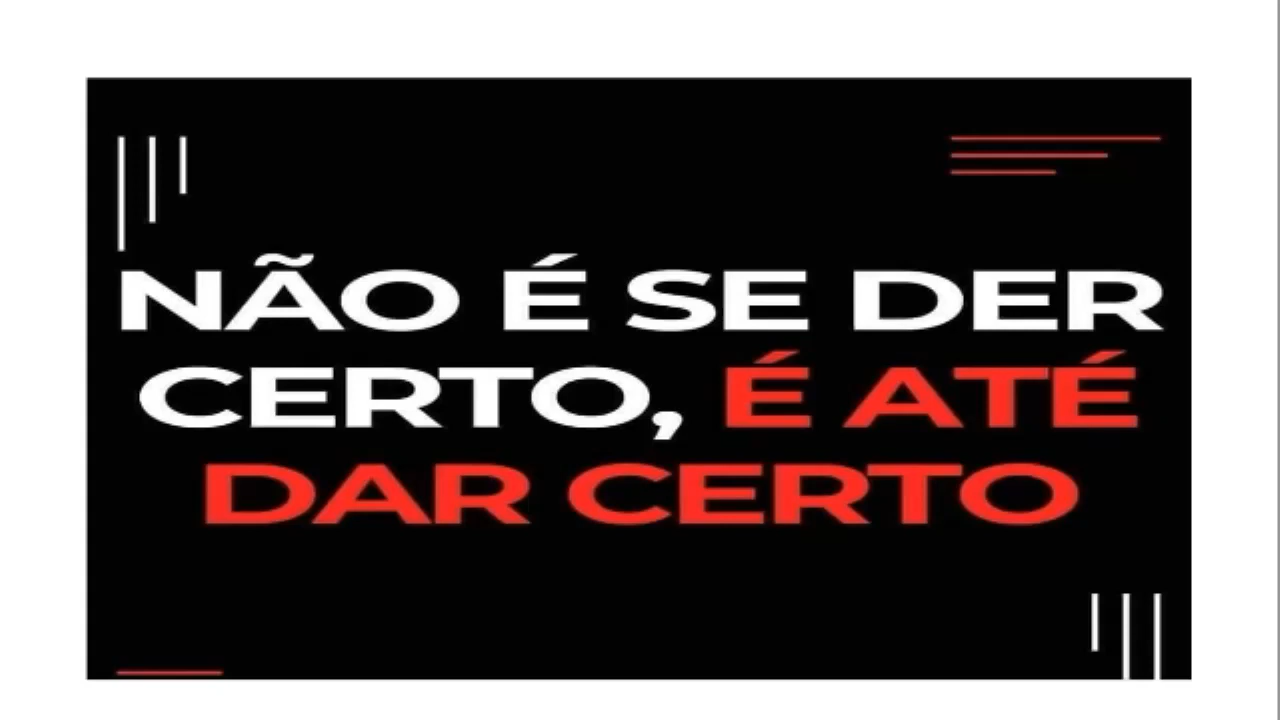 NÃO É SE DER
CERTO, É ATÉ
DAR CERTO